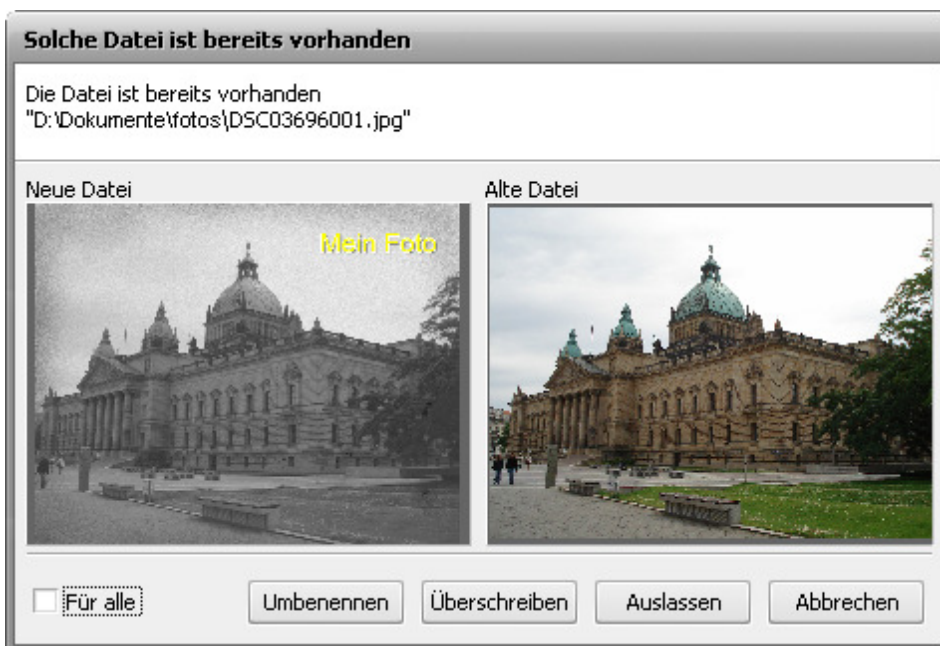 Solche Datei ist bereits vorhanden
Die Datei ist bereits vorhanden
"D:\Dokumente\fotos\DSC03696001.jpg"
Neue Datei
Alte Datei
Mein Foto
Für alle
Umbenennen
Überschreiben
Auslassen
Abbrechen